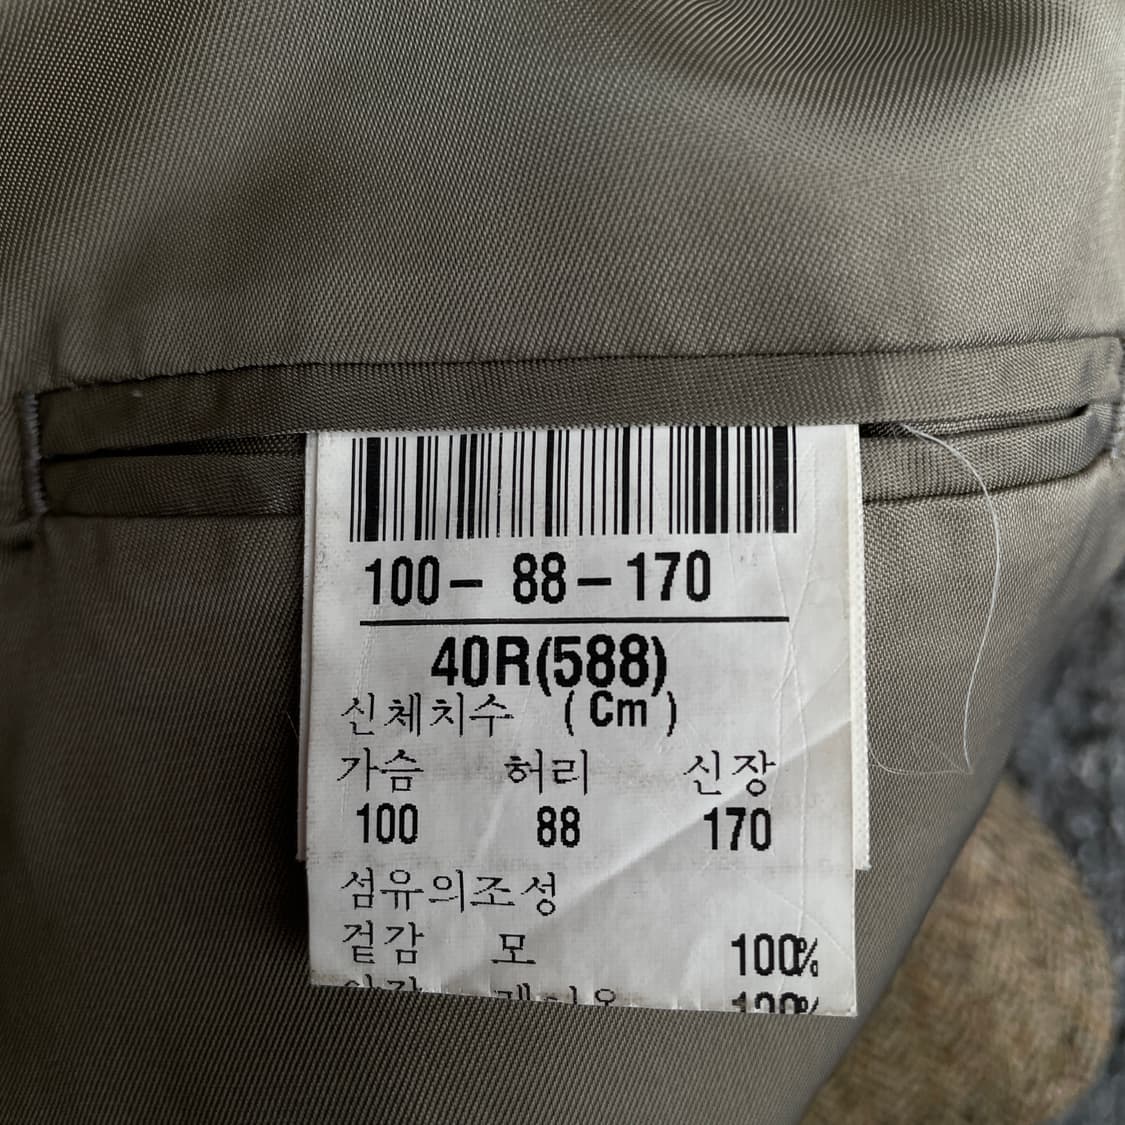 100- 88-170
40R(588)
신체치수 (Cm)
가슴 허리 신장
100 88 170
섬유의조성
겉감 모 100%
100%